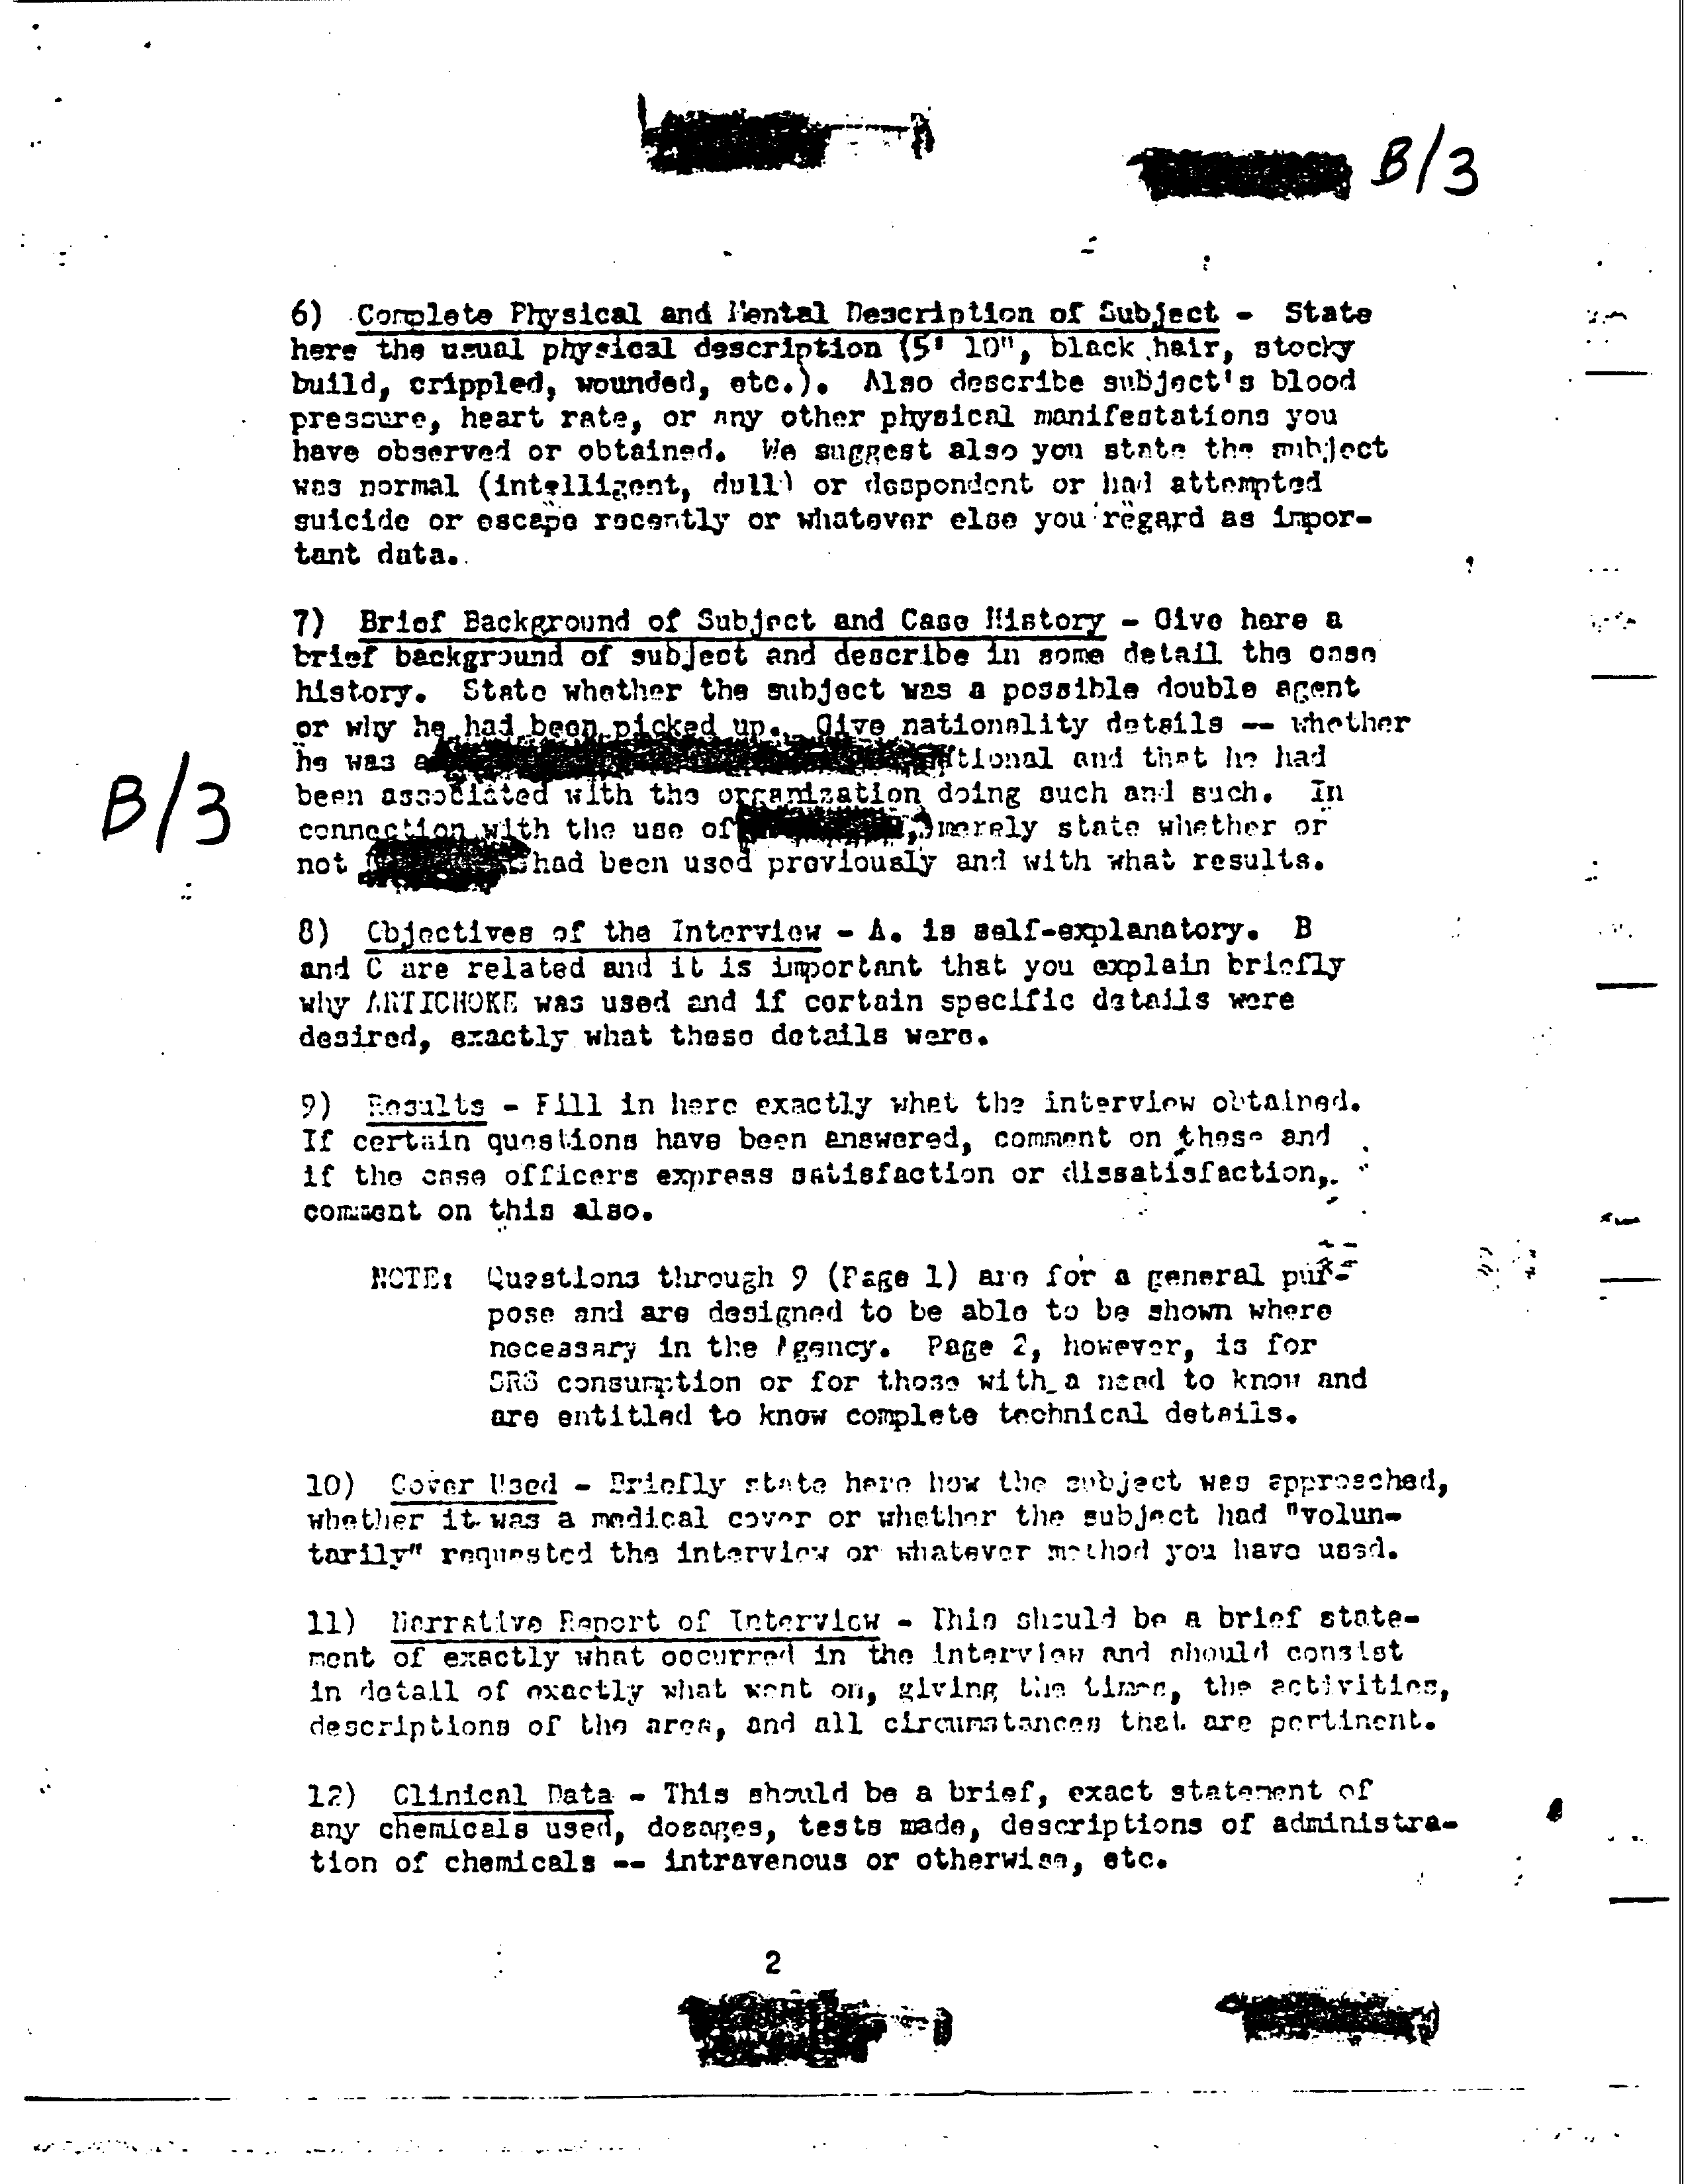 B/3
6) Complete Physical and Mental Description of Subject - State
here the usual physical description (5' 10", black hair, stocky
build, crippled, wounded, etc.). Also describe subject's blood
pressure, heart rate, or any other physical manifestations you
have observed or obtained. We suggest also you state the subject
was normal (intelligent, dull) or despondent or had attempted
suicide or escape recently or whatever else you regard as impor-
tant data.
7) Brief Background of Subject and Case History - Give here a
brief background of subject and describe in some detail the case
history. State whether the subject was a possible double agent
or why he had been picked up. Give nationality details -- whether
he was a tional and that he had
B/3
been associated with the organization doing such and such. In
connection with the use of merely state whether or
not had been used previously and with what results.
8) Objectives of the Interview - A. is self-explanatory. B
and C are related and it is important that you explain briefly
why ARTICHOKE was used and if certain specific details were
desired, exactly what these details were.
9) Results - Fill in here exactly what the interview obtained.
If certain questions have been answered, comment on these and
if the case officers express satisfaction or dissatisfaction,
comment on this also.
NOTE: Questions through 9 (Page 1) are for a general pur-
pose and are designed to be able to be shown where
necessary in the Agency. Page 2, however, is for
SRS consumption or for those with a need to know and
are entitled to know complete technical details.
10) Cover Used - Briefly state here how the subject was approached,
whether it was a medical cover or whether the subject had "volun-
tarily" requested the interview or whatever method you have used.
11) Narrative Report of Interview - This should be a brief state-
ment of exactly what occurred in the interview and should consist
in detail of exactly what went on, giving the times, the activities,
descriptions of the area, and all circumstances that are pertinent.
12) Clinical Data - This should be a brief, exact statement of
any chemicals used, dosages, tests made, descriptions of administra-
tion of chemicals -- intravenous or otherwise, etc.
2